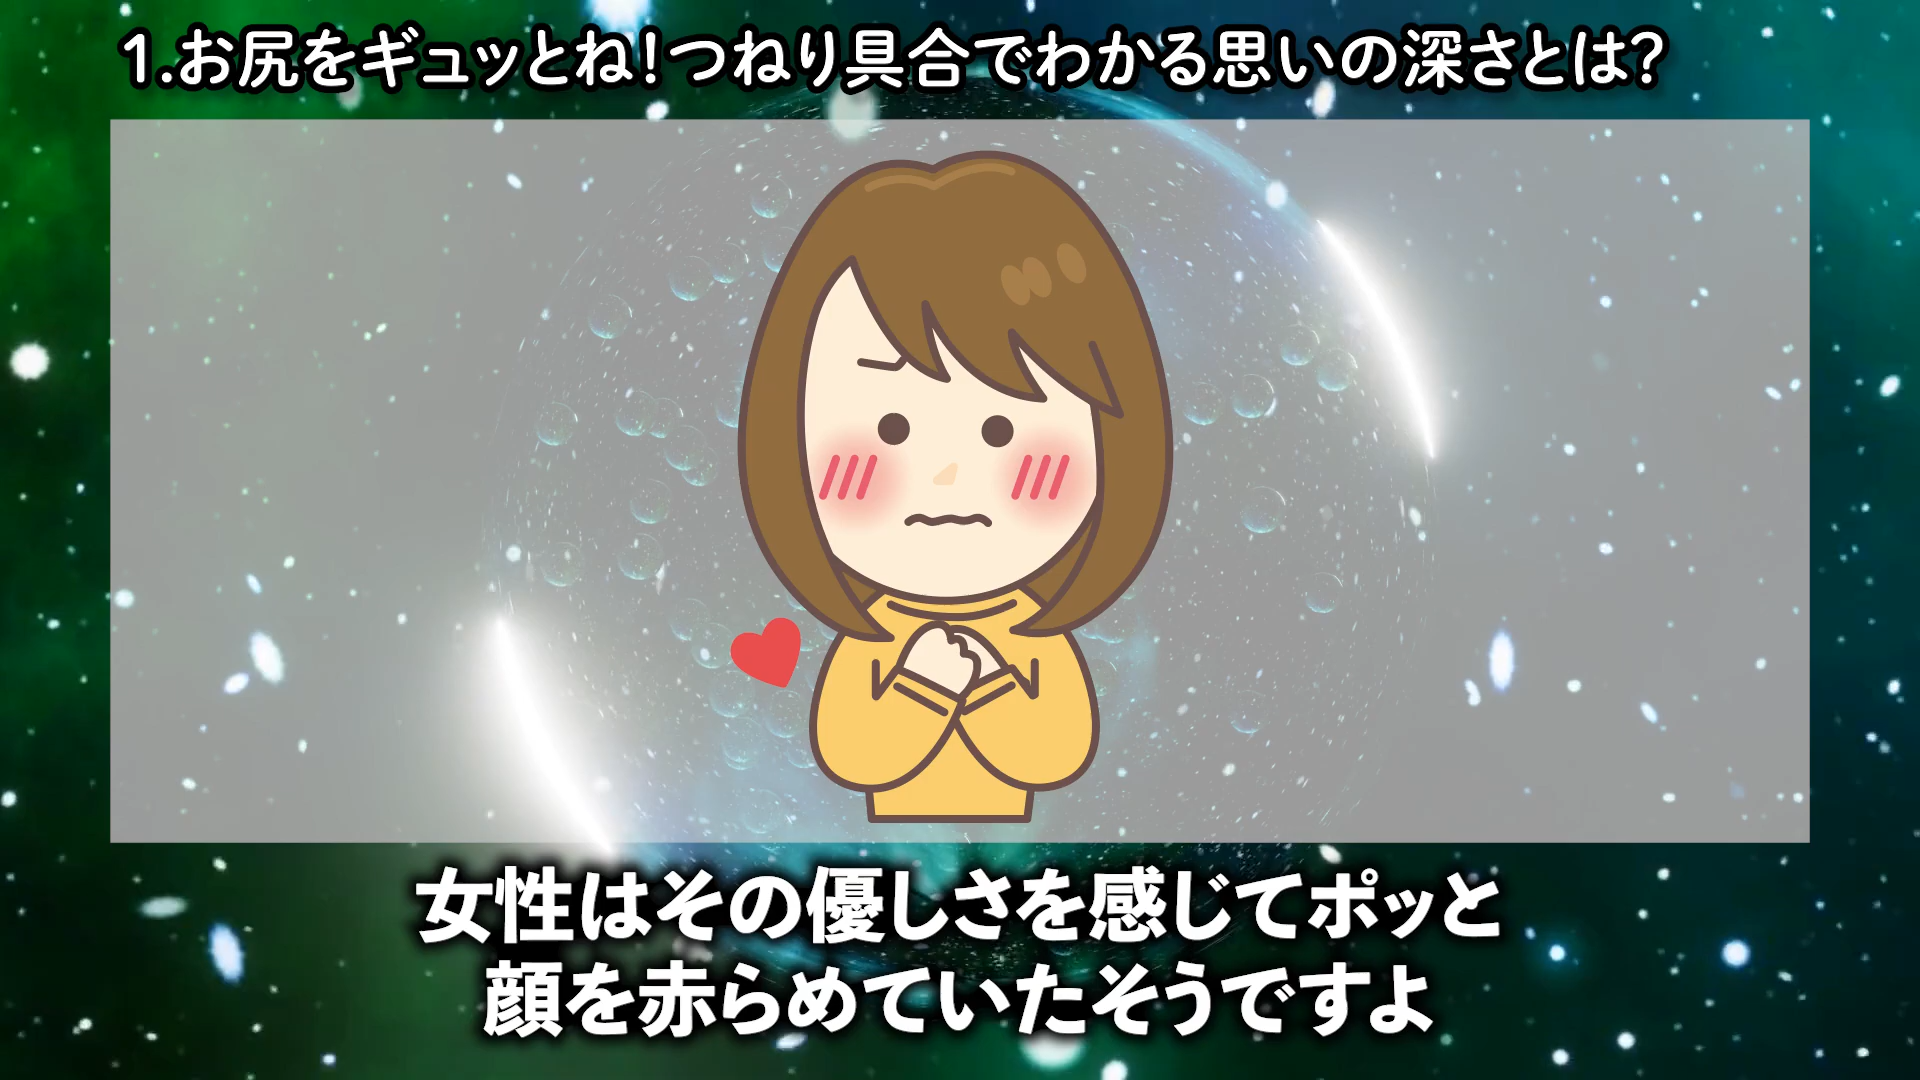 1.お尻をギュッとね!つねり具合でわかる思いの深さとは?
女性はその優しさを感じてポッと
顔を赤らめていたそうですよ